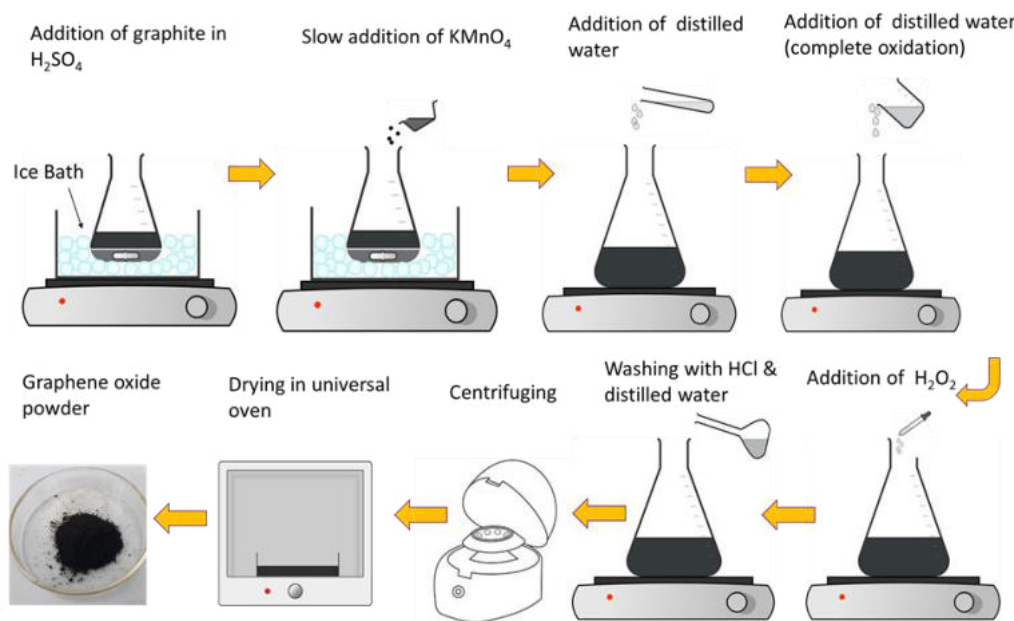 Addition of graphite in
H₂SO₄
Slow addition of KMnO₄
Addition of distilled
water
Addition of distilled water
(complete oxidation)
Ice Bath
Graphene oxide
powder
Drying in universal
oven
Centrifuging
Washing with HCl &
distilled water
Addition of H₂O₂